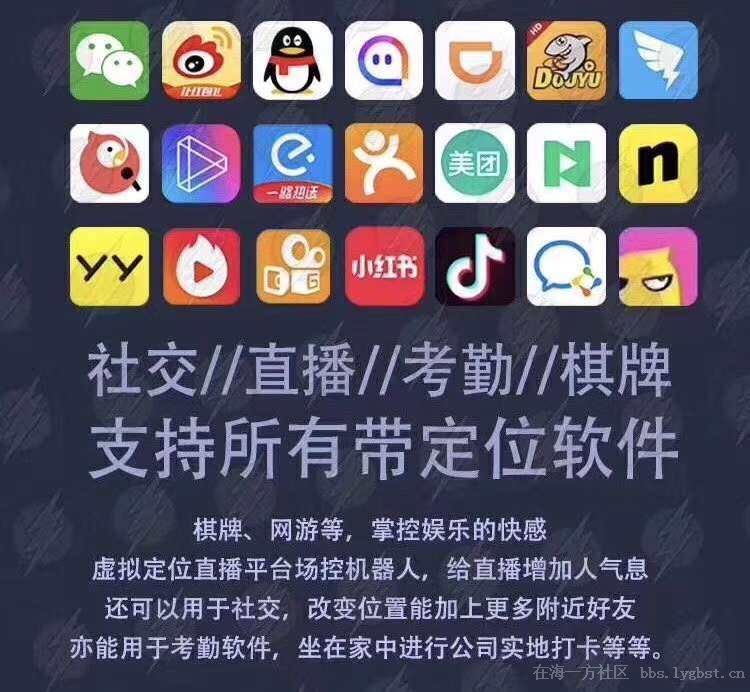 HD
DOUYU
一路热话
美团
n
YY
小红书
社交//直播//考勤//棋牌
支持所有带定位软件
棋牌、网游等，掌控娱乐的快感
虚拟定位直播平台场控机器人，给直播增加人气息
还可以用于社交，改变位置能加上更多附近好友
亦能用于考勤软件，坐在家中进行公司实地打卡等等。
在海一方社区 bbs.lygbst.cn